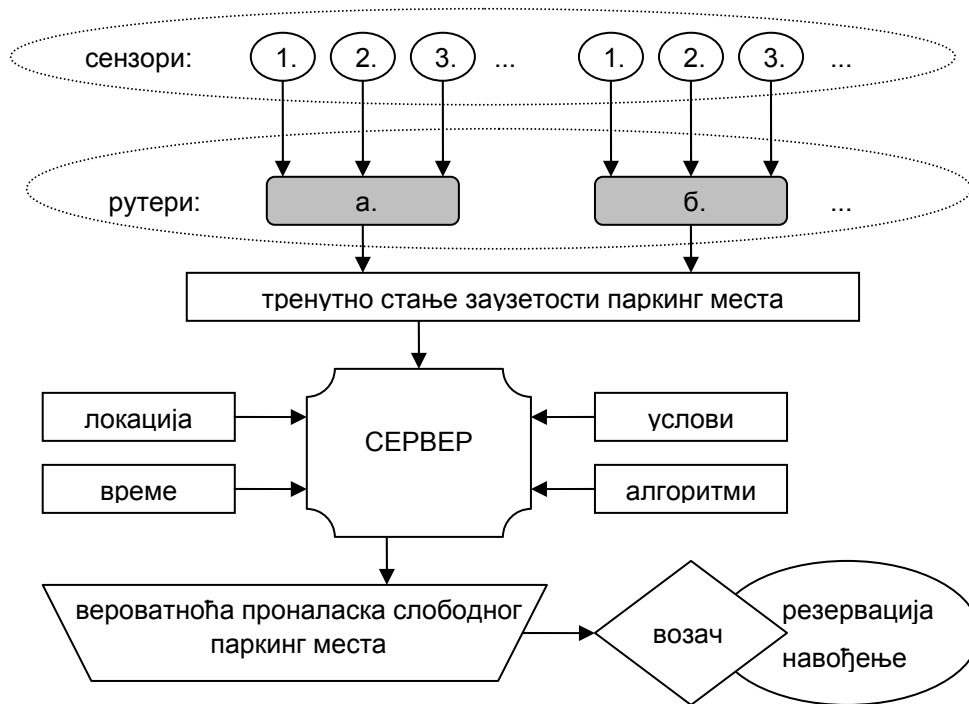 сензори: 1. 2. 3. ... 1. 2. 3. ...
рутери: а. б. ...
тренутно стање заузетости паркинг места
локација
услови
СЕРВЕР
време
алгоритми
вероватноћа проналаска слободног
паркинг места
возач
резервација
навођење